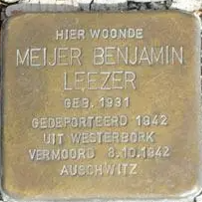 HIER WOONDE
MEIJER BENJAMIN
LEEZER
GEB. 1931
GEDEPORTEERD 1942
UIT WESTERBORK
VERMOORD 8.10.1942
AUSCHWITZ